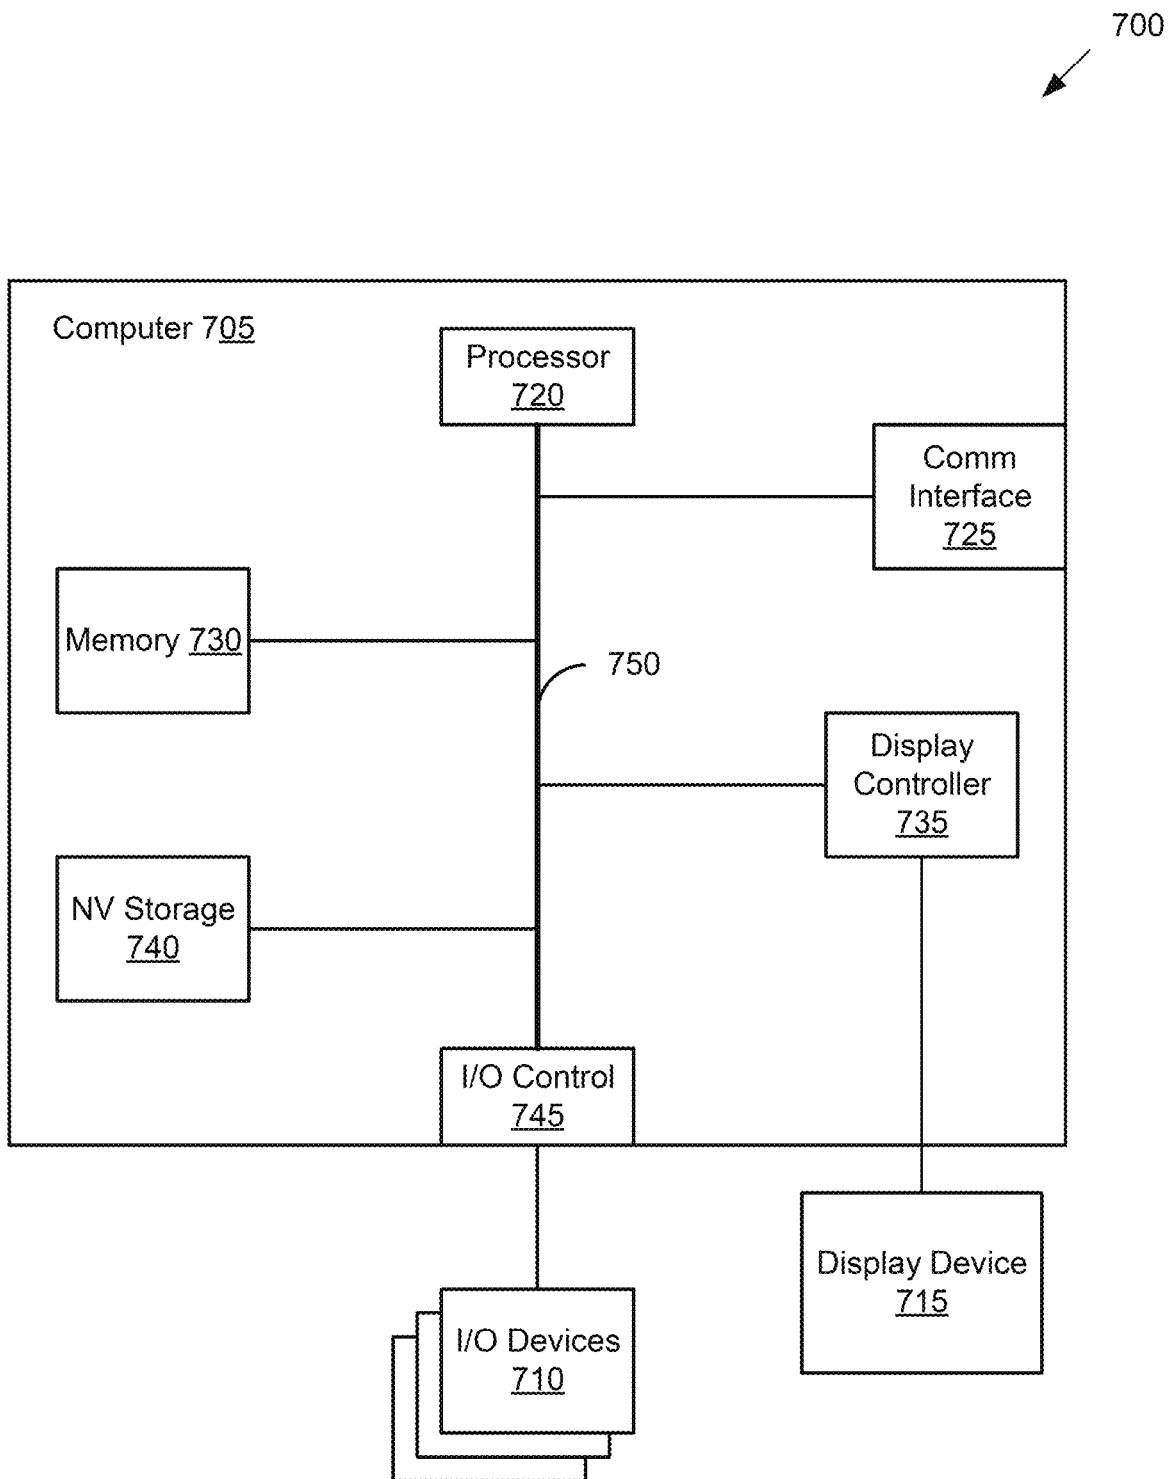 700
Computer 705
Processor
720
Comm
Interface
725
Memory 730
750
Display
Controller
735
NV Storage
740
I/O Control
745
Display Device
715
I/O Devices
710